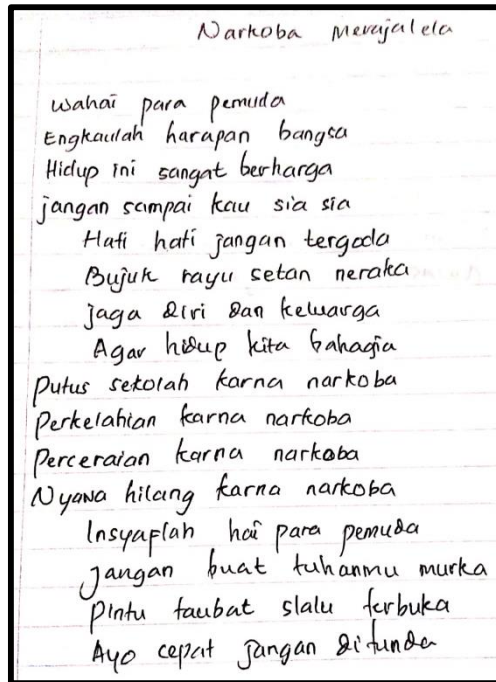 Narkoba Merajalela
wahai para pemuda
Engkaulah harapan bangsa
Hidup ini sangat berharga
jangan sampai kau sia sia
Hati hati jangan tergoda
Bujuk rayu setan neraka
jaga diri dan keluarga
Agar hidup kita bahagia
Putus sekolah karna narkoba
Perkelahian karna narkoba
Perceraian karna narkoba
Nyawa hilang karna narkoba
Insyaflah hai para pemuda
Jangan buat tuhanmu murka
Pintu taubat slalu terbuka
Ayo cepat jangan ditunda